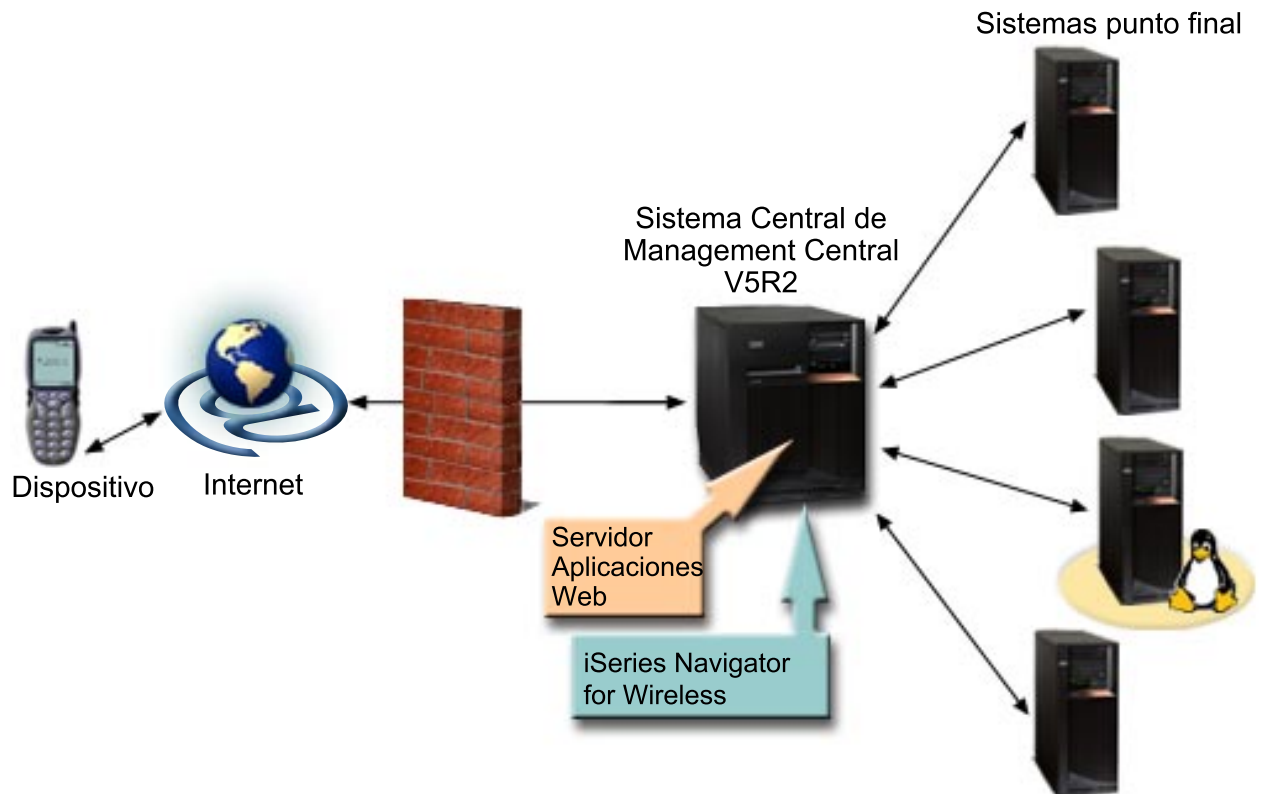 Sistemas punto final
Sistema Central de
Management Central
V5R2
Dispositivo
Internet
Servidor
Aplicaciones
Web
iSeries Navigator
for Wireless